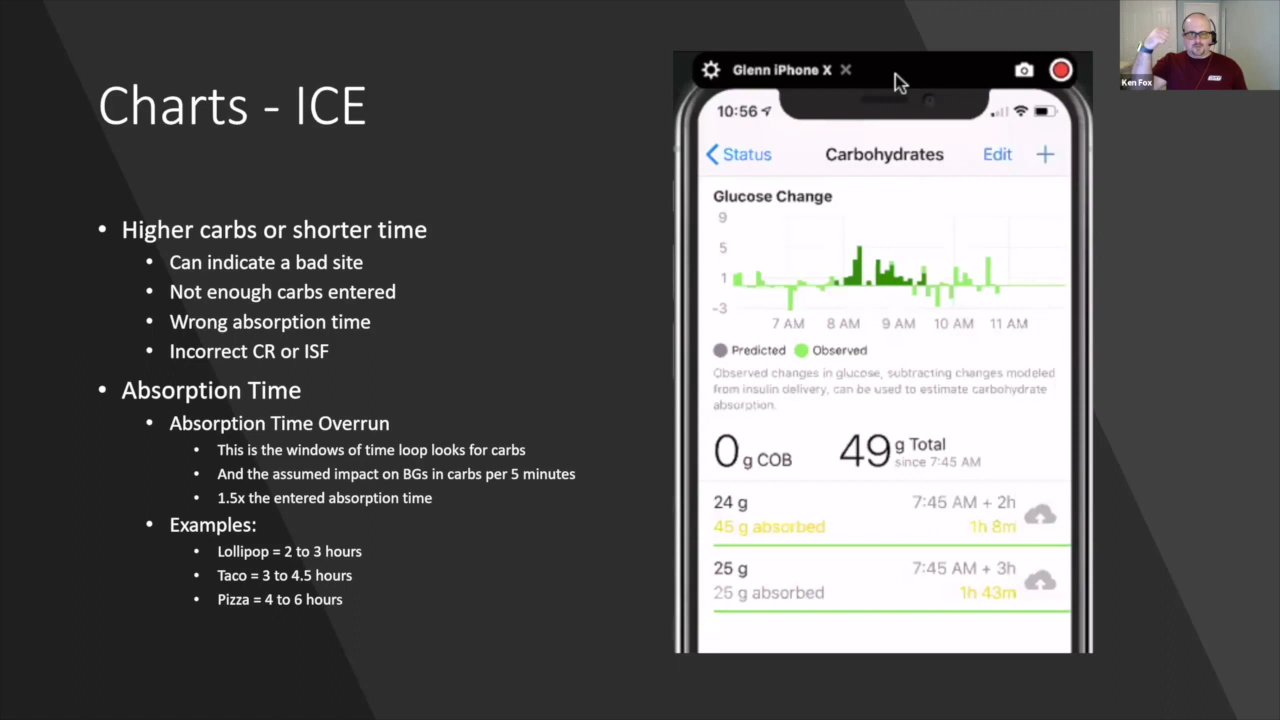 Charts - ICE
Higher carbs or shorter time
Can indicate a bad site
Not enough carbs entered
Wrong absorption time
Incorrect CR or ISF
Absorption Time
Absorption Time Overrun
This is the windows of time loop looks for carbs
And the assumed impact on BGs in carbs per 5 minutes
1.5x the entered absorption time
Examples:
Lollipop = 2 to 3 hours
Taco = 3 to 4.5 hours
Pizza = 4 to 6 hours
Glenn iPhone X
10:56
Status Carbohydrates Edit
Glucose Change
9
5
1
-3
7 AM 8 AM 9 AM 10 AM 11 AM
Predicted Observed
Observed changes in glucose, subtracting changes modeled
from insulin delivery, can be used to estimate carbohydrate
absorption.
0 g COB 49 g Total
since 7:45 AM
24 g 7:45 AM + 2h
45 g absorbed 1h 8m
25 g 7:45 AM + 3h
25 g absorbed 1h 43m
Ken Fox